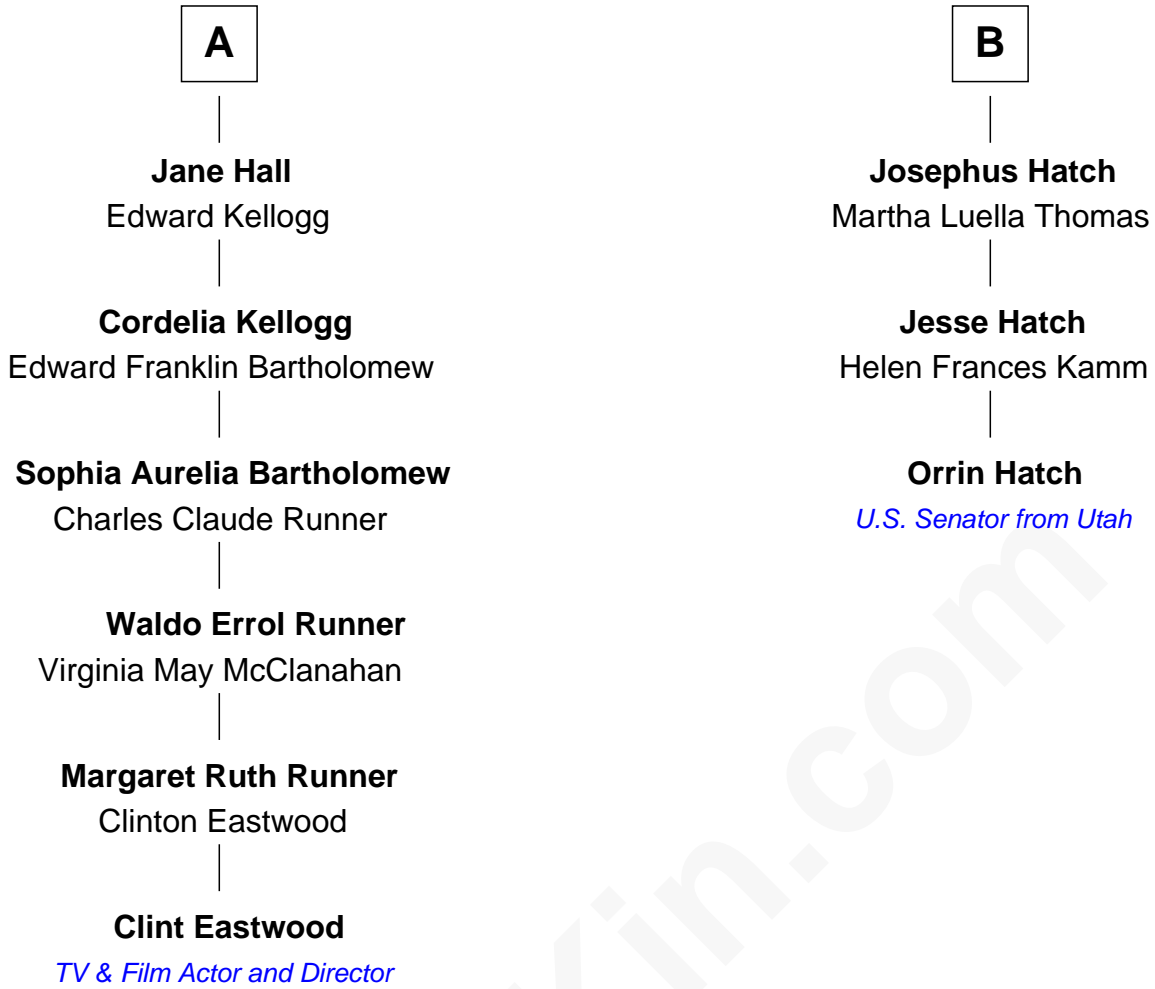 A
Jane Hall
Edward Kellogg
Cordelia Kellogg
Edward Franklin Bartholomew
Sophia Aurelia Bartholomew
Charles Claude Runner
Waldo Errol Runner
Virginia May McClanahan
Margaret Ruth Runner
Clinton Eastwood
Clint Eastwood
TV & Film Actor and Director
B
Josephus Hatch
Martha Luella Thomas
Jesse Hatch
Helen Frances Kamm
Orrin Hatch
U.S. Senator from Utah